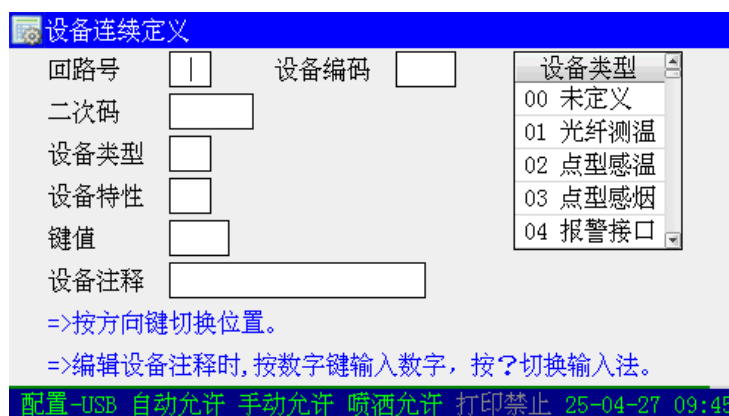 设备连续定义
回路号 设备编码
二次码
设备类型
设备特性
键值
设备注释
设备类型
00 未定义
01 光纤测温
02 点型感温
03 点型感烟
04 报警接口
=>按方向键切换位置。
=>编辑设备注释时,按数字键输入数字，按?切换输入法。
配置-USB 自动允许 手动允许 喷洒允许 打印禁止 25-04-27 09:45